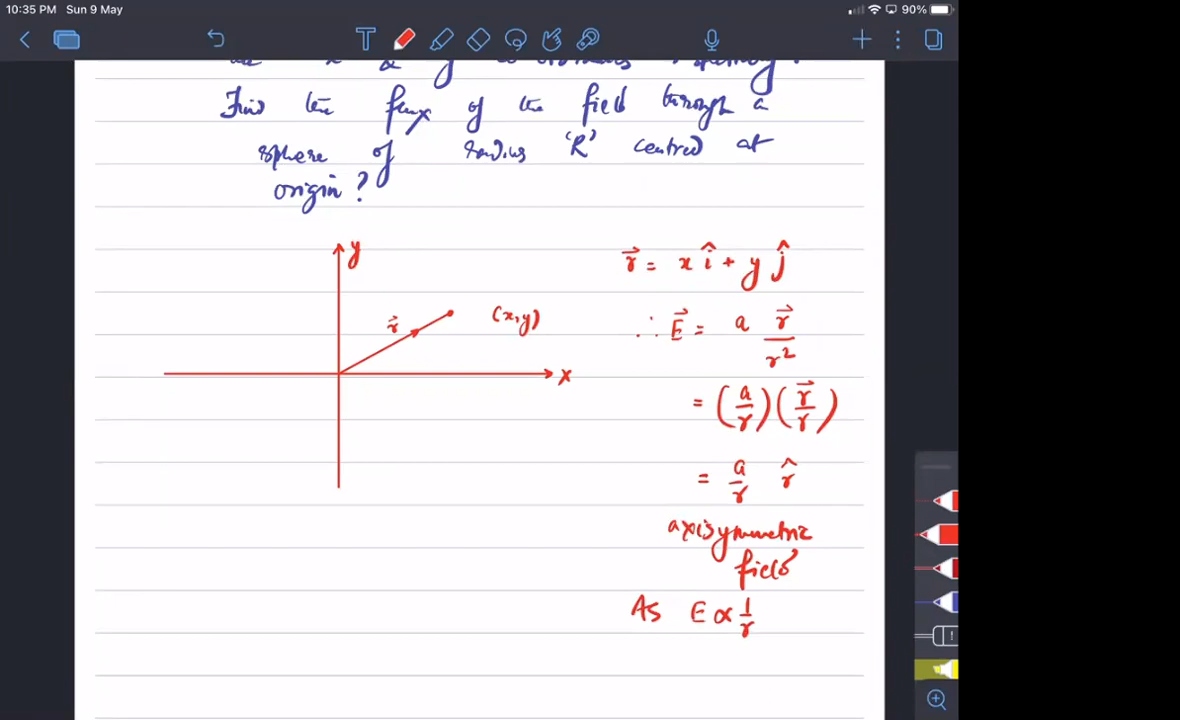 10:35 PM Sun 9 May
90%
Find the flux of the field through a
sphere of radius 'R' centred at
origin?
y
r⃗
(x,y)
x
r⃗ = x î + y ĵ
∴ E⃗ = a r⃗/r²
= (a/r)(r⃗/r)
= a/r r̂
axisymmetric
field
As E ∝ 1/r